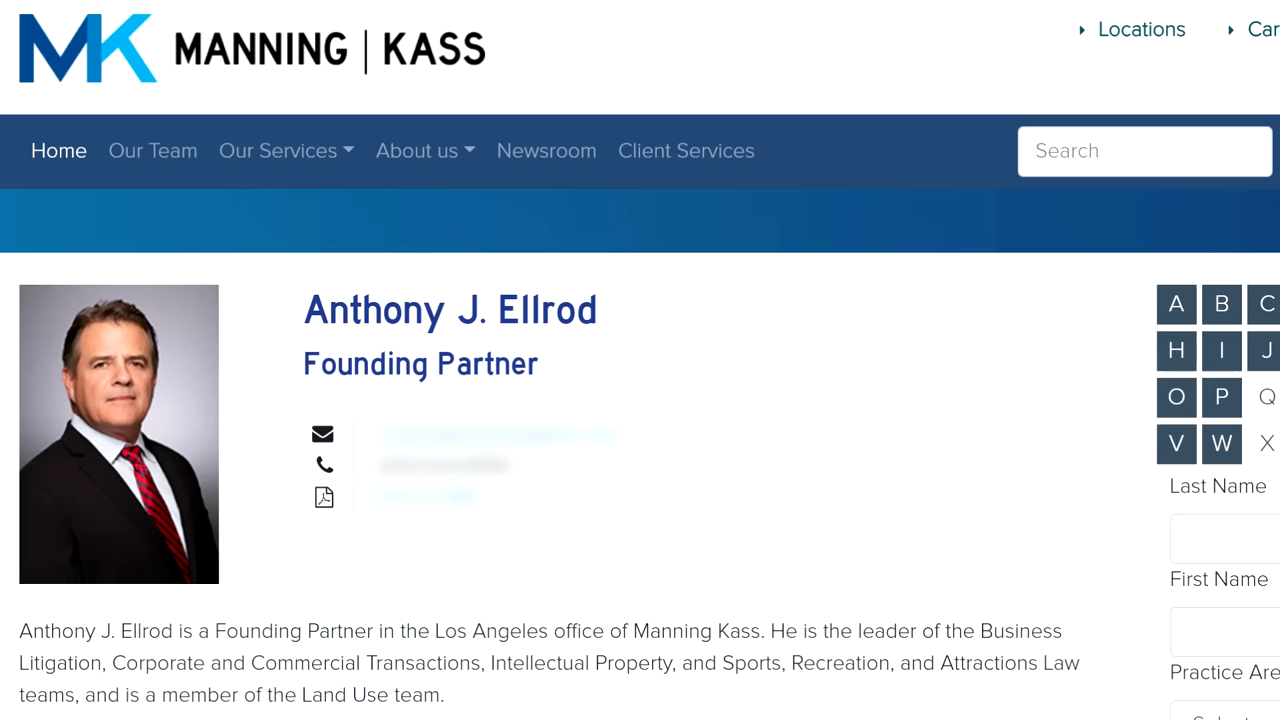 MK MANNING | KASS
Locations
Car
Home Our Team Our Services About us Newsroom Client Services
Search
Anthony J. Ellrod
Founding Partner
A B C
H I J
O P Q
V W X
Last Name
First Name
Practice Are
Anthony J. Ellrod is a Founding Partner in the Los Angeles office of Manning Kass. He is the leader of the Business
Litigation, Corporate and Commercial Transactions, Intellectual Property, and Sports, Recreation, and Attractions Law
teams, and is a member of the Land Use team.